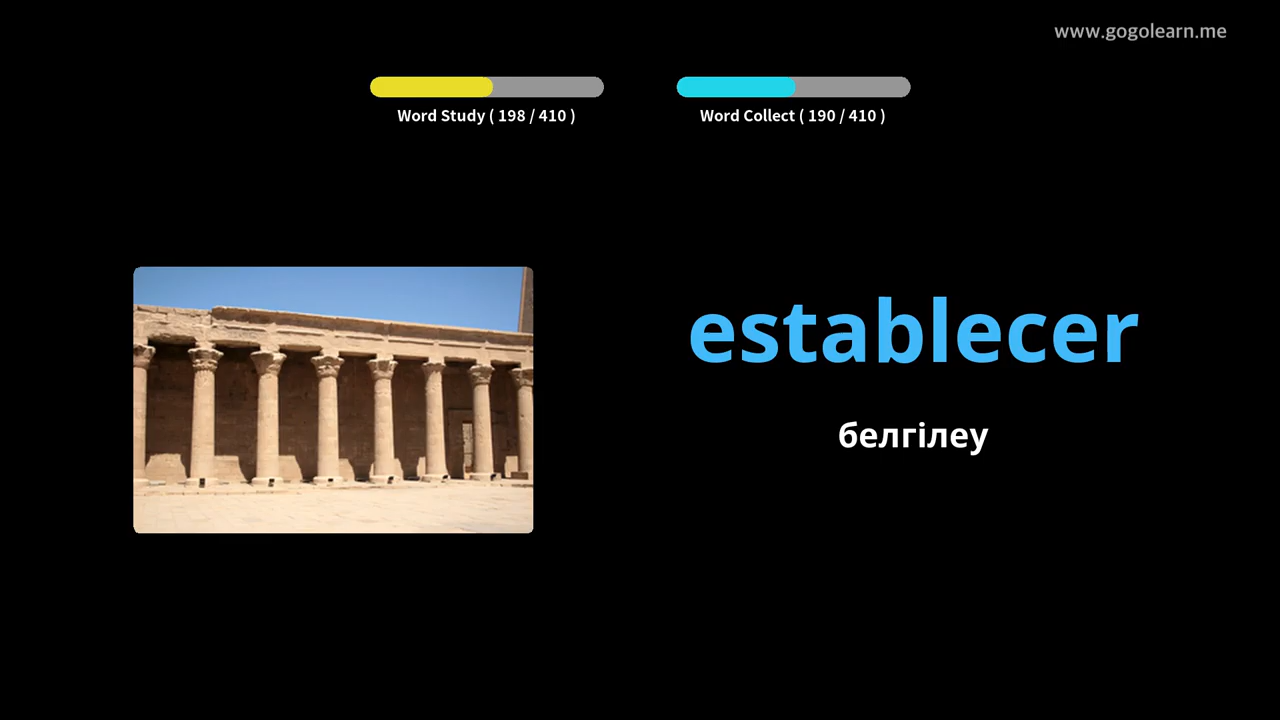 www.gogolearn.me
Word Study ( 198 / 410 )
Word Collect ( 190 / 410 )
establecer
белгілеу